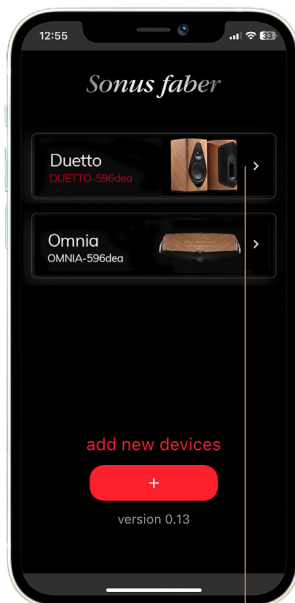 12:55
33
Sonus faber
Duetto
DUETTO-596dea
Omnia
OMNIA-596dea
add new devices
+
version 0.13